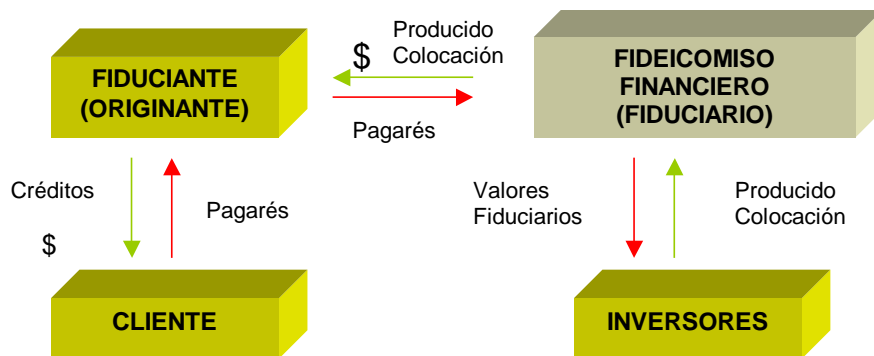 Producido
$ Colocación
FIDUCIANTE
(ORIGINANTE)
FIDEICOMISO
FINANCIERO
(FIDUCIARIO)
Pagarés
Créditos
$
Pagarés
Valores
Fiduciarios
Producido
Colocación
CLIENTE
INVERSORES